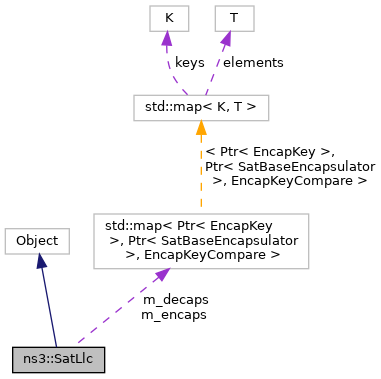 K
T
keys
elements
std::map< K, T >
< Ptr< EncapKey >,
Ptr< SatBaseEncapsulator
>, EncapKeyCompare >
std::map< Ptr< EncapKey
>, Ptr< SatBaseEncapsulator
>, EncapKeyCompare >
Object
m_decaps
m_encaps
ns3::SatLlc